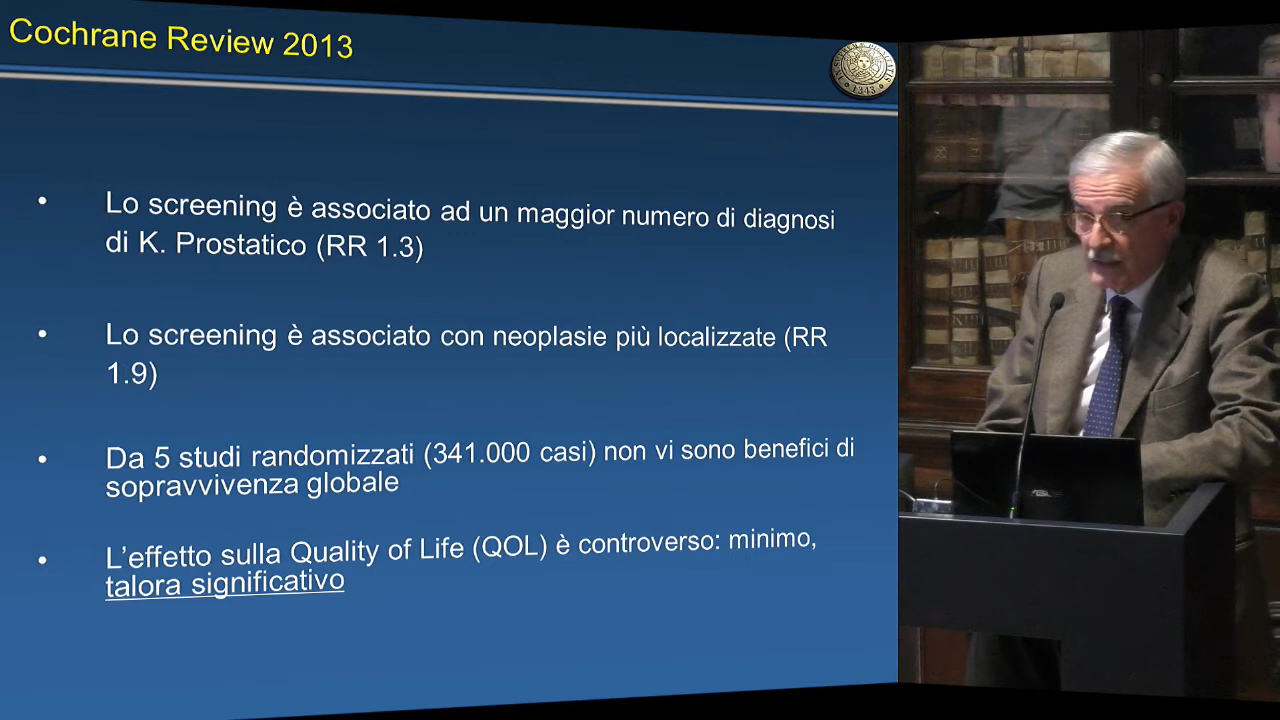 Cochrane Review 2013
1343
• Lo screening è associato ad un maggior numero di diagnosi
di K. Prostatico (RR 1.3)
• Lo screening è associato con neoplasie più localizzate (RR
1.9)
• Da 5 studi randomizzati (341.000 casi) non vi sono benefici di
sopravvivenza globale
• L’effetto sulla Quality of Life (QOL) è controverso: minimo,
talora significativo